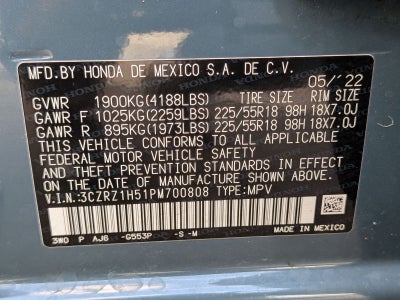 MFD.BY HONDA DE MEXICO S.A. DE C.V.
05/'22
GVWR 1900KG(4188LBS) TIRE SIZE RIM SIZE
GAWR F 1025KG(2259LBS) 225/55R18 98H 18X7.0J
GAWR R 895KG(1973LBS) 225/55R18 98H 18X7.0J
THIS VEHICLE CONFORMS TO ALL APPLICABLE
FEDERAL MOTOR VEHICLE SAFETY
AND THEFT PREVENTION STANDARDS IN EFFECT
ON THE DATE OF MANUFACTURE SHOWN ABOVE.
V.I.N.:3CZRZ1H51PM700808 TYPE:MPV
3W0 P AJ6 -G553P -S -M MADE IN MEXICO